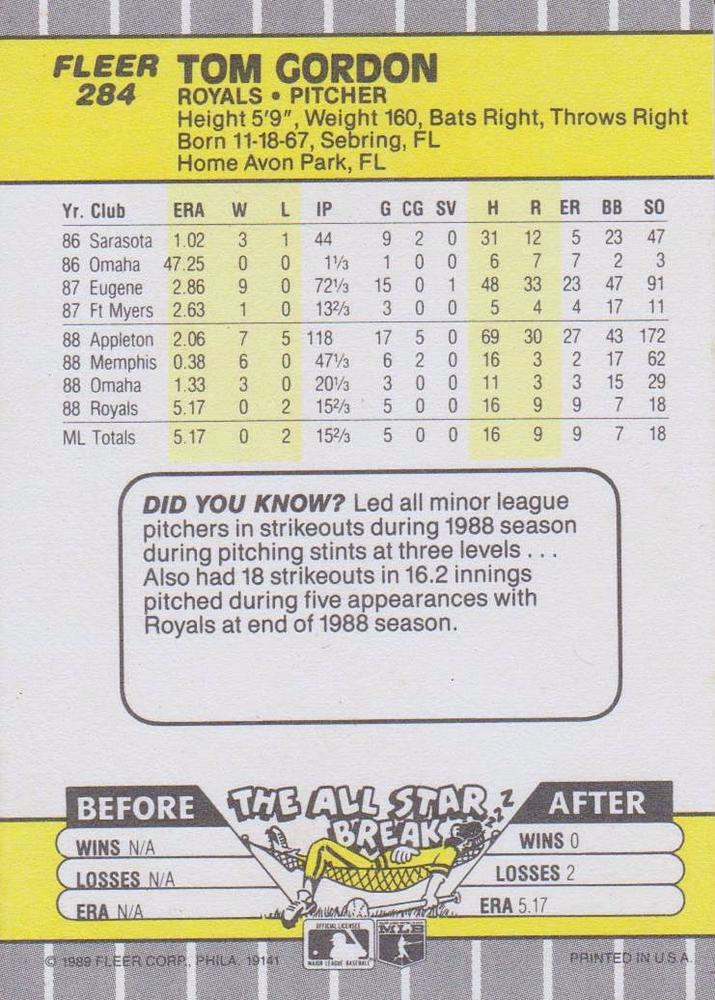 FLEER TOM GORDON
284 ROYALS • PITCHER
Height 5'9", Weight 160, Bats Right, Throws Right
Born 11-18-67, Sebring, FL
Home Avon Park, FL
Yr. Club ERA W L IP G CG SV H R ER BB SO
86 Sarasota 1.02 3 1 44 9 2 0 31 12 5 23 47
86 Omaha 47.25 0 0 1⅓ 1 0 0 6 7 7 2 3
87 Eugene 2.86 9 0 72⅓ 15 0 1 48 33 23 47 91
87 Ft Myers 2.63 1 0 13⅔ 3 0 0 5 4 4 17 11
88 Appleton 2.06 7 5 118 17 5 0 69 30 27 43 172
88 Memphis 0.38 6 0 47⅓ 6 2 0 16 3 2 17 62
88 Omaha 1.33 3 0 20⅓ 3 0 0 11 3 3 15 29
88 Royals 5.17 0 2 15⅔ 5 0 0 16 9 9 7 18
ML Totals 5.17 0 2 15⅔ 5 0 0 16 9 9 7 18
DID YOU KNOW? Led all minor league
pitchers in strikeouts during 1988 season
during pitching stints at three levels . . .
Also had 18 strikeouts in 16.2 innings
pitched during five appearances with
Royals at end of 1988 season.
BEFORE THE ALL STAR BREAK Z-Z-Z AFTER
WINS N/A WINS 0
LOSSES N/A LOSSES 2
ERA N/A ERA 5.17
OFFICIAL LICENSEE
MAJOR LEAGUE BASEBALL
MLB
© 1989 FLEER CORP., PHILA. 19141 PRINTED IN U.S.A.